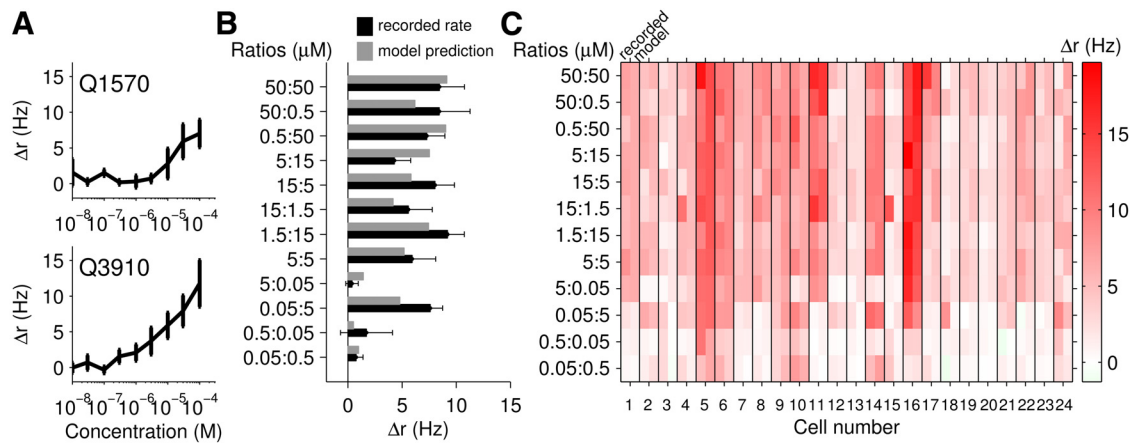 A
Q1570
15
10
5
0
Δr (Hz)
10⁻⁸ 10⁻⁷ 10⁻⁶ 10⁻⁵ 10⁻⁴
Q3910
15
10
5
0
Δr (Hz)
10⁻⁸ 10⁻⁷ 10⁻⁶ 10⁻⁵ 10⁻⁴
Concentration (M)
B
recorded rate
model prediction
Ratios (μM)
50:50
50:0.5
0.5:50
5:15
15:5
15:1.5
1.5:15
5:5
5:0.05
0.05:5
0.5:0.05
0.05:0.5
0 5 10 15
Δr (Hz)
C
recorded
model
Ratios (μM)
50:50
50:0.5
0.5:50
5:15
15:5
15:1.5
1.5:15
5:5
5:0.05
0.05:5
0.5:0.05
0.05:0.5
1 2 3 4 5 6 7 8 9 10 11 12 13 14 15 16 17 18 19 20 21 22 23 24
Cell number
Δr (Hz)
15
10
5
0